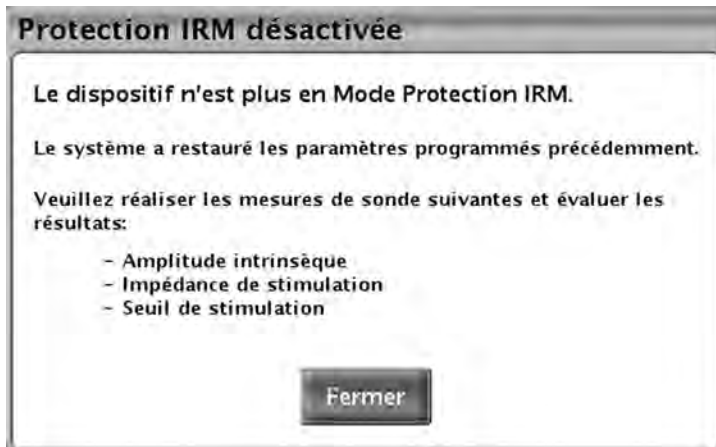 Protection IRM désactivée
Le dispositif n'est plus en Mode Protection IRM.
Le système a restauré les paramètres programmés précédemment.
Veuillez réaliser les mesures de sonde suivantes et évaluer les
résultats:
- Amplitude intrinsèque
- Impédance de stimulation
- Seuil de stimulation
Fermer